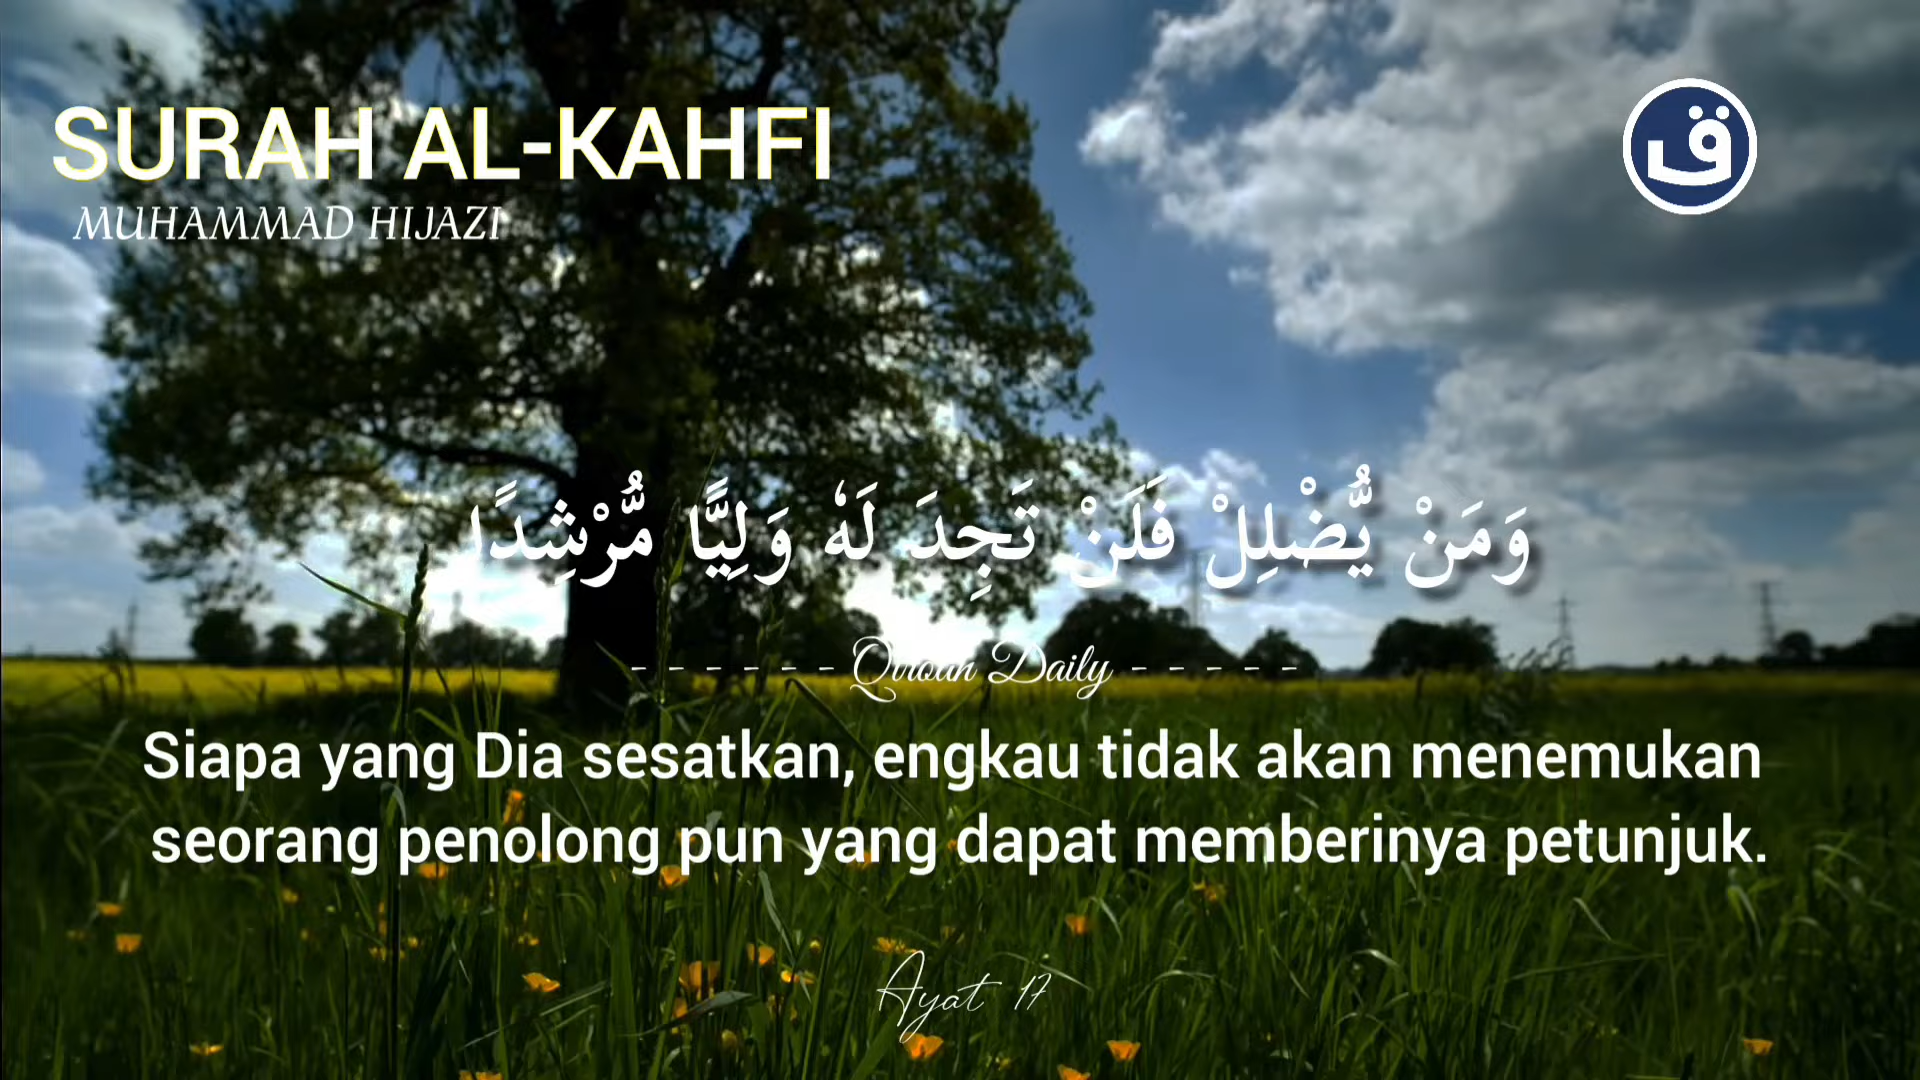 SURAH AL-KAHFI
MUHAMMAD HIJAZI
ق
وَمَنْ يُّضْلِلْ فَلَنْ تَجِدَ لَهٗ وَلِيًّا مُّرْشِدًا
- - - - - - Qvroan Daily - - - - -
Siapa yang Dia sesatkan, engkau tidak akan menemukan
seorang penolong pun yang dapat memberinya petunjuk.
Ayat 17